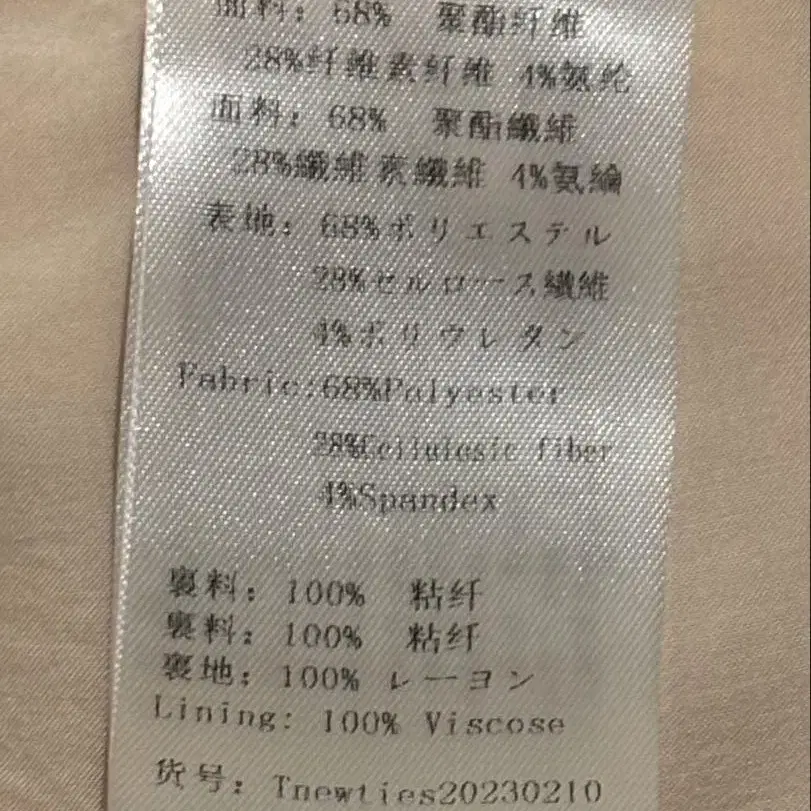 面料: 68% 聚酯纤维
28%纤维素纤维 4%氨纶
面料: 68% 聚酯纖維
28%纖維素纖維 4%氨綸
表地: 68%ポリエステル
28%セルロース繊維
4%ポリウレタン
Fabric:68%Polyester
28%Cellulosic fiber
4%Spandex
裏料: 100% 粘纤
裏料: 100% 粘纤
裏地: 100% レーヨン
Lining: 100% Viscose
货号: Tnewties20230210